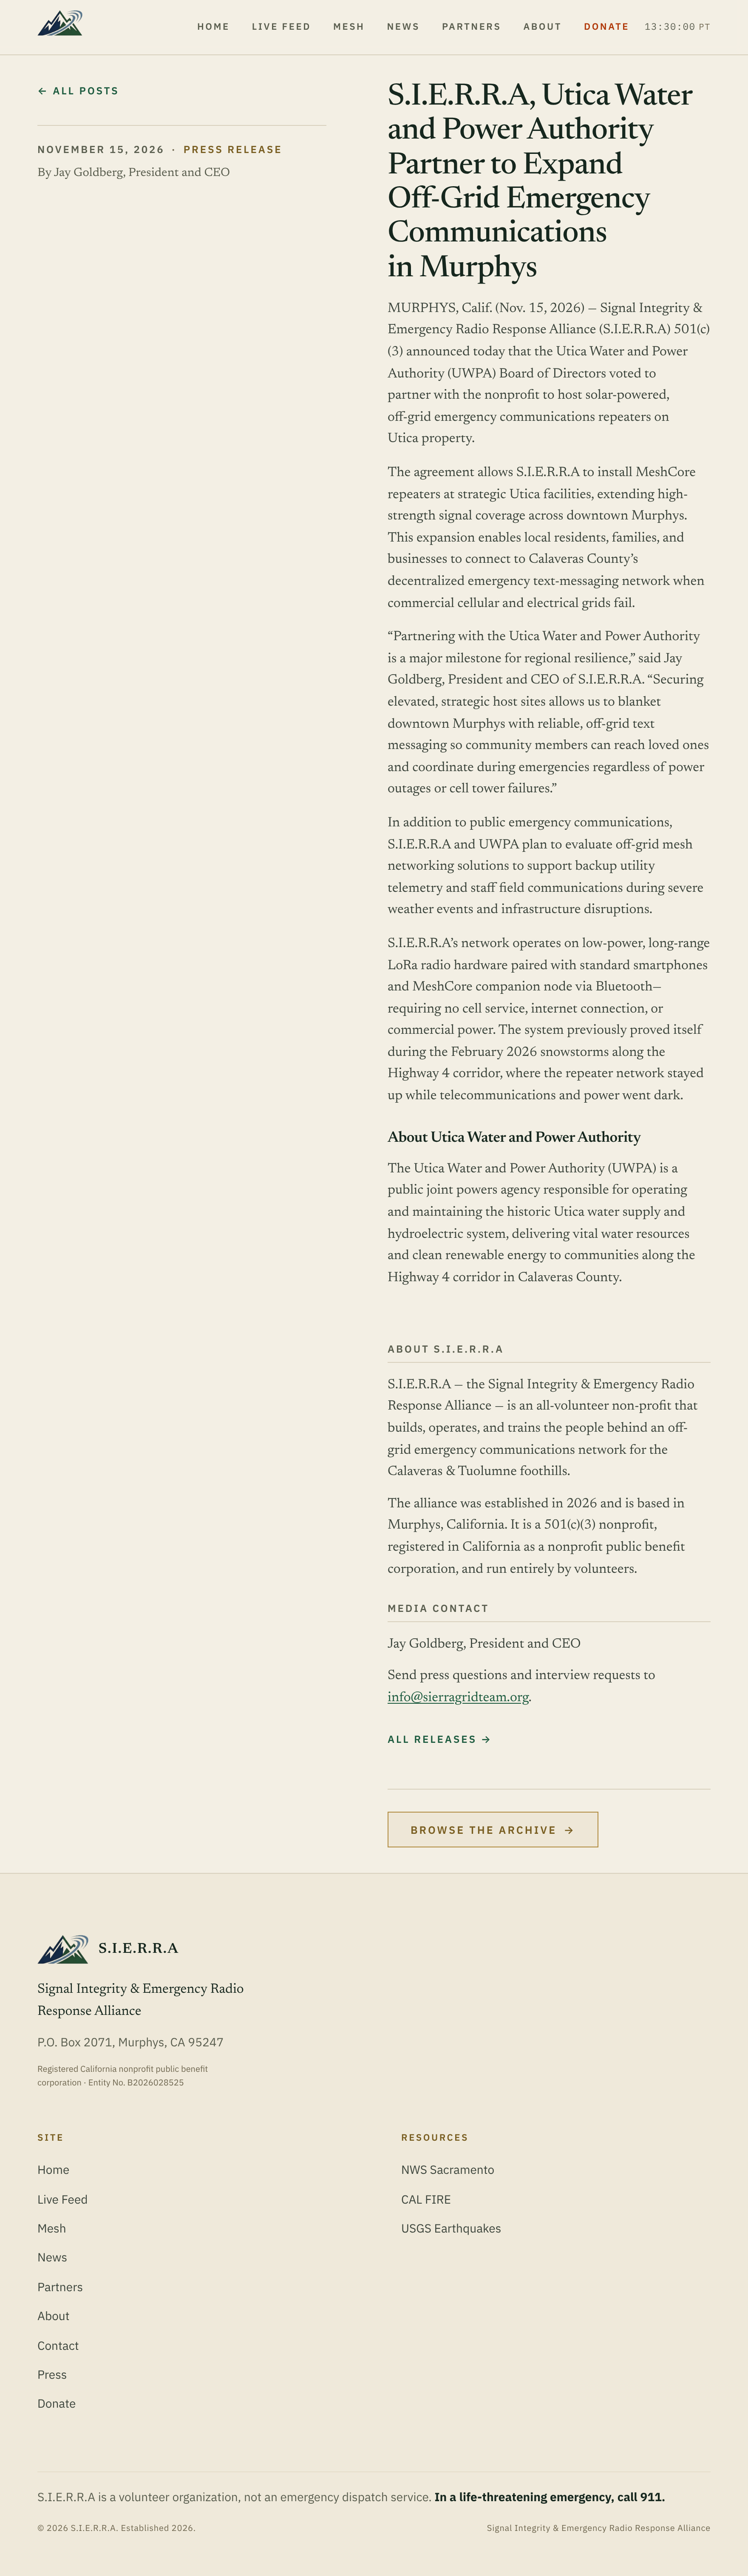 HOME LIVE FEED MESH NEWS PARTNERS ABOUT DONATE 13:30:00 PT
← ALL POSTS
NOVEMBER 15, 2026 · PRESS RELEASE
By Jay Goldberg, President and CEO
S.I.E.R.R.A, Utica Water
and Power Authority
Partner to Expand
Off-Grid Emergency
Communications
in Murphys
MURPHYS, Calif. (Nov. 15, 2026) — Signal Integrity &
Emergency Radio Response Alliance (S.I.E.R.R.A) 501(c)
(3) announced today that the Utica Water and Power
Authority (UWPA) Board of Directors voted to
partner with the nonprofit to host solar-powered,
off-grid emergency communications repeaters on
Utica property.
The agreement allows S.I.E.R.R.A to install MeshCore
repeaters at strategic Utica facilities, extending high-
strength signal coverage across downtown Murphys.
This expansion enables local residents, families, and
businesses to connect to Calaveras County’s
decentralized emergency text-messaging network when
commercial cellular and electrical grids fail.
“Partnering with the Utica Water and Power Authority
is a major milestone for regional resilience,” said Jay
Goldberg, President and CEO of S.I.E.R.R.A. “Securing
elevated, strategic host sites allows us to blanket
downtown Murphys with reliable, off-grid text
messaging so community members can reach loved ones
and coordinate during emergencies regardless of power
outages or cell tower failures.”
In addition to public emergency communications,
S.I.E.R.R.A and UWPA plan to evaluate off-grid mesh
networking solutions to support backup utility
telemetry and staff field communications during severe
weather events and infrastructure disruptions.
S.I.E.R.R.A’s network operates on low-power, long-range
LoRa radio hardware paired with standard smartphones
and MeshCore companion node via Bluetooth—
requiring no cell service, internet connection, or
commercial power. The system previously proved itself
during the February 2026 snowstorms along the
Highway 4 corridor, where the repeater network stayed
up while telecommunications and power went dark.
About Utica Water and Power Authority
The Utica Water and Power Authority (UWPA) is a
public joint powers agency responsible for operating
and maintaining the historic Utica water supply and
hydroelectric system, delivering vital water resources
and clean renewable energy to communities along the
Highway 4 corridor in Calaveras County.
ABOUT S.I.E.R.R.A
S.I.E.R.R.A — the Signal Integrity & Emergency Radio
Response Alliance — is an all-volunteer non-profit that
builds, operates, and trains the people behind an off-
grid emergency communications network for the
Calaveras & Tuolumne foothills.
The alliance was established in 2026 and is based in
Murphys, California. It is a 501(c)(3) nonprofit,
registered in California as a nonprofit public benefit
corporation, and run entirely by volunteers.
MEDIA CONTACT
Jay Goldberg, President and CEO
Send press questions and interview requests to
info@sierragridteam.org.
ALL RELEASES →
BROWSE THE ARCHIVE →
S.I.E.R.R.A
Signal Integrity & Emergency Radio
Response Alliance
P.O. Box 2071, Murphys, CA 95247
Registered California nonprofit public benefit
corporation · Entity No. B2026028525
SITE
Home
Live Feed
Mesh
News
Partners
About
Contact
Press
Donate
RESOURCES
NWS Sacramento
CAL FIRE
USGS Earthquakes
S.I.E.R.R.A is a volunteer organization, not an emergency dispatch service. In a life-threatening emergency, call 911.
© 2026 S.I.E.R.R.A. Established 2026.
Signal Integrity & Emergency Radio Response Alliance